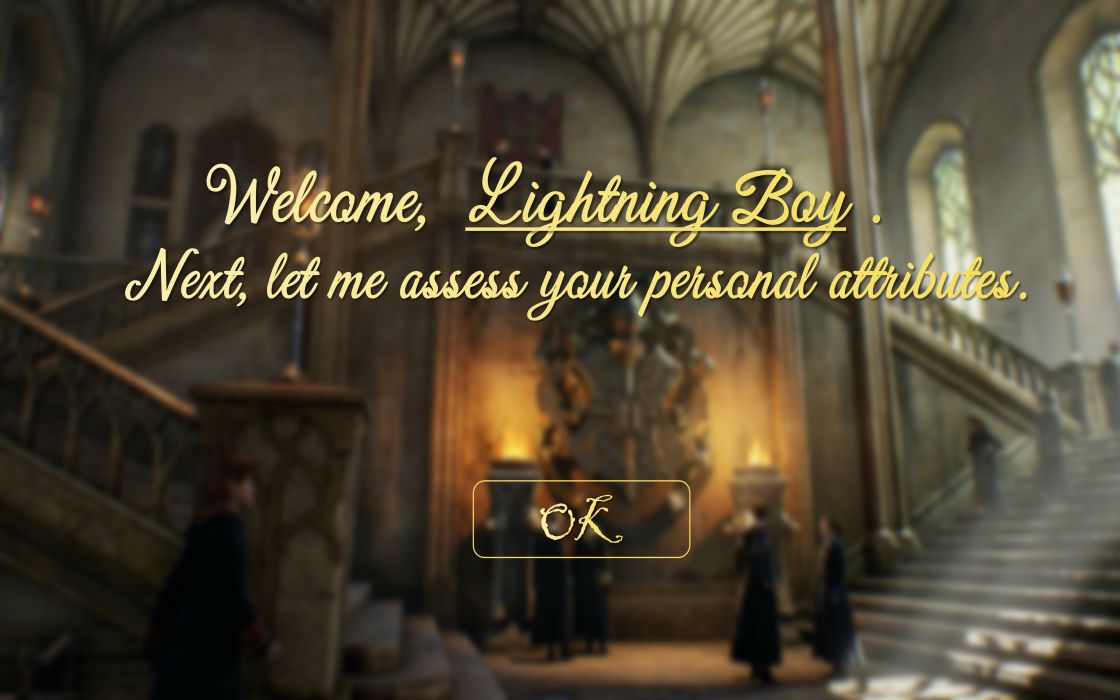 Welcome, Lightning Boy .
Next, let me assess your personal attributes.
OK